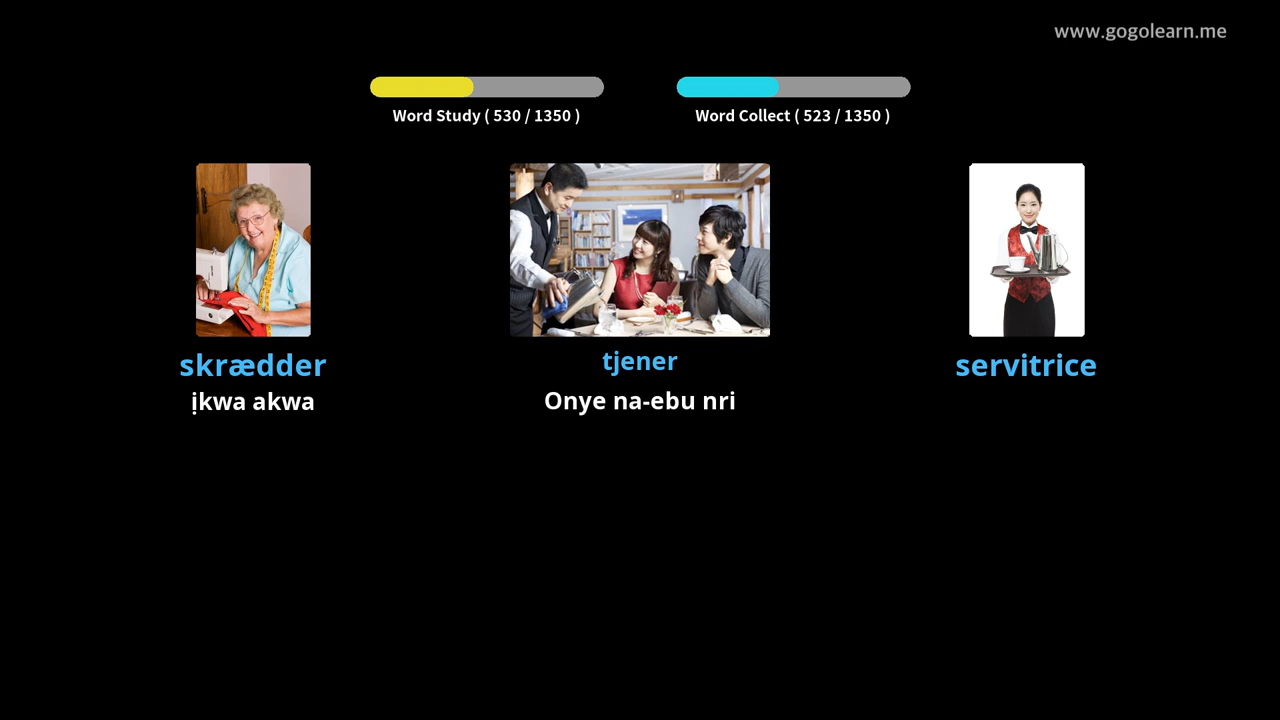 www.gogolearn.me
Word Study ( 530 / 1350 )
Word Collect ( 523 / 1350 )
skrædder
tjener
servitrice
ịkwa akwa
Onye na-ebu nri